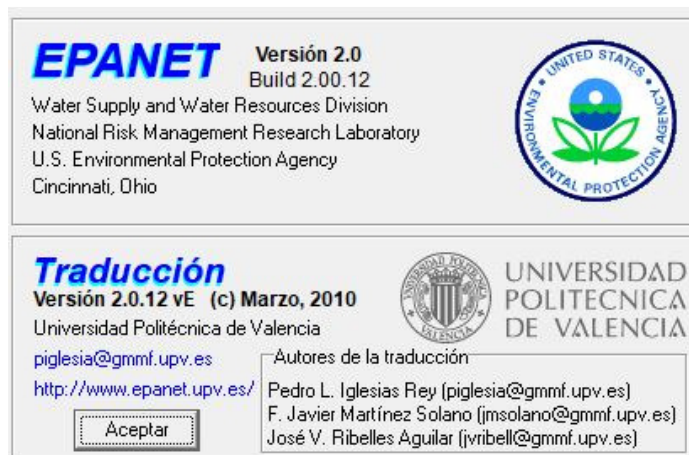 EPANET
Versión 2.0
Build 2.00.12
Water Supply and Water Resources Division
National Risk Management Research Laboratory
U.S. Environmental Protection Agency
Cincinnati, Ohio
UNITED STATES
ENVIRONMENTAL PROTECTION AGENCY
Traducción
Versión 2.0.12 vE (c) Marzo, 2010
Universidad Politécnica de Valencia
piglesia@gmmf.upv.es
http://www.epanet.upv.es/
Aceptar
UNIVERSIDAD
POLITECNICA
DE VALENCIA
Autores de la traducción
Pedro L. Iglesias Rey (piglesia@gmmf.upv.es)
F. Javier Martínez Solano (jmsolano@gmmf.upv.es)
José V. Ribelles Aguilar (jvribell@gmmf.upv.es)